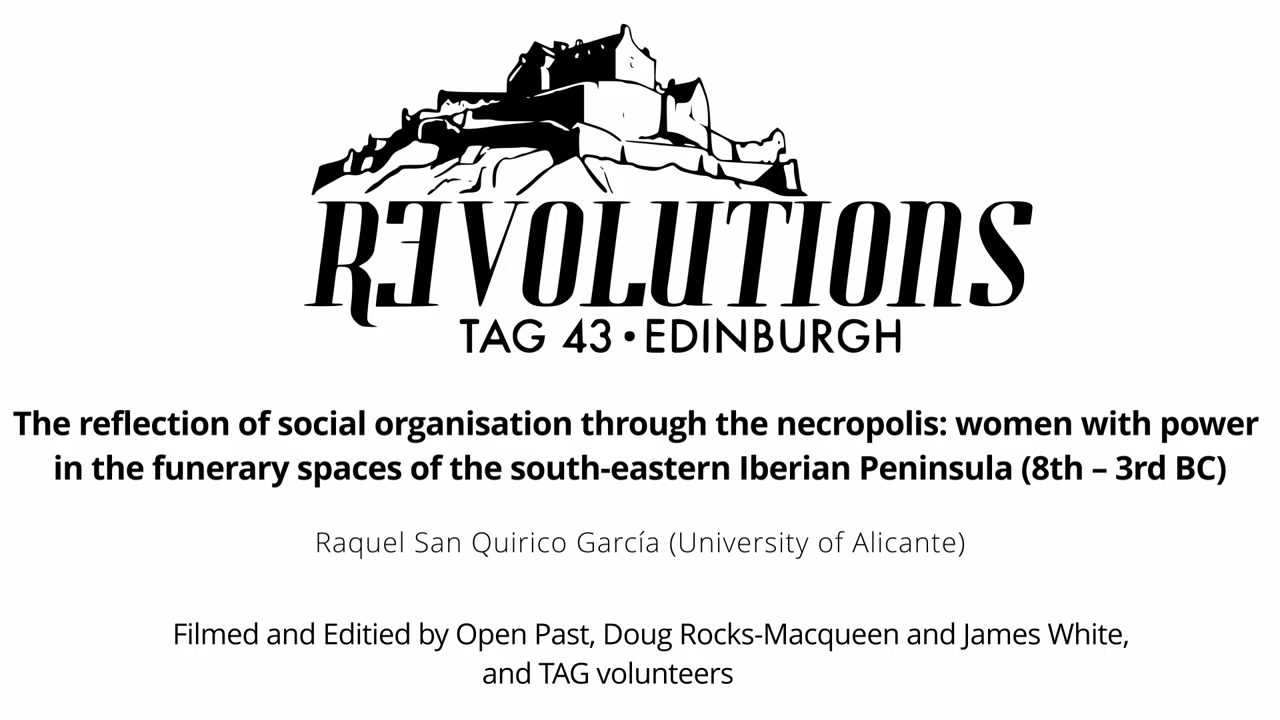 REVOLUTIONS
TAG 43 • EDINBURGH
The reflection of social organisation through the necropolis: women with power
in the funerary spaces of the south-eastern Iberian Peninsula (8th – 3rd BC)
Raquel San Quirico García (University of Alicante)
Filmed and Editied by Open Past, Doug Rocks-Macqueen and James White,
and TAG volunteers